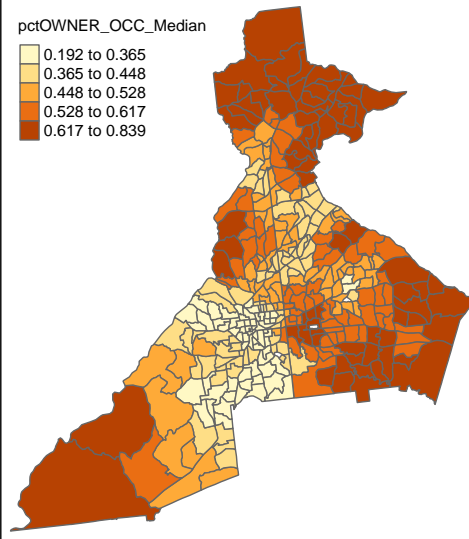 pctOWNER_OCC_Median
0.192 to 0.365
0.365 to 0.448
0.448 to 0.528
0.528 to 0.617
0.617 to 0.839